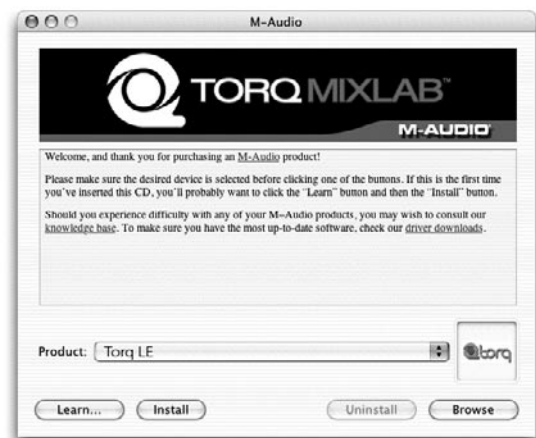 M-Audio
TORQ MIXLAB™
M-AUDIO
Welcome, and thank you for purchasing an M-Audio product!
Please make sure the desired device is selected before clicking one of the buttons. If this is the first time
you've inserted this CD, you'll probably want to click the "Learn" button and then the "Install" button.
Should you experience difficulty with any of your M-Audio products, you may wish to consult our
knowledge base. To make sure you have the most up-to-date software, check our driver downloads.
Product: Torq LE
torq
Learn... Install Uninstall Browse